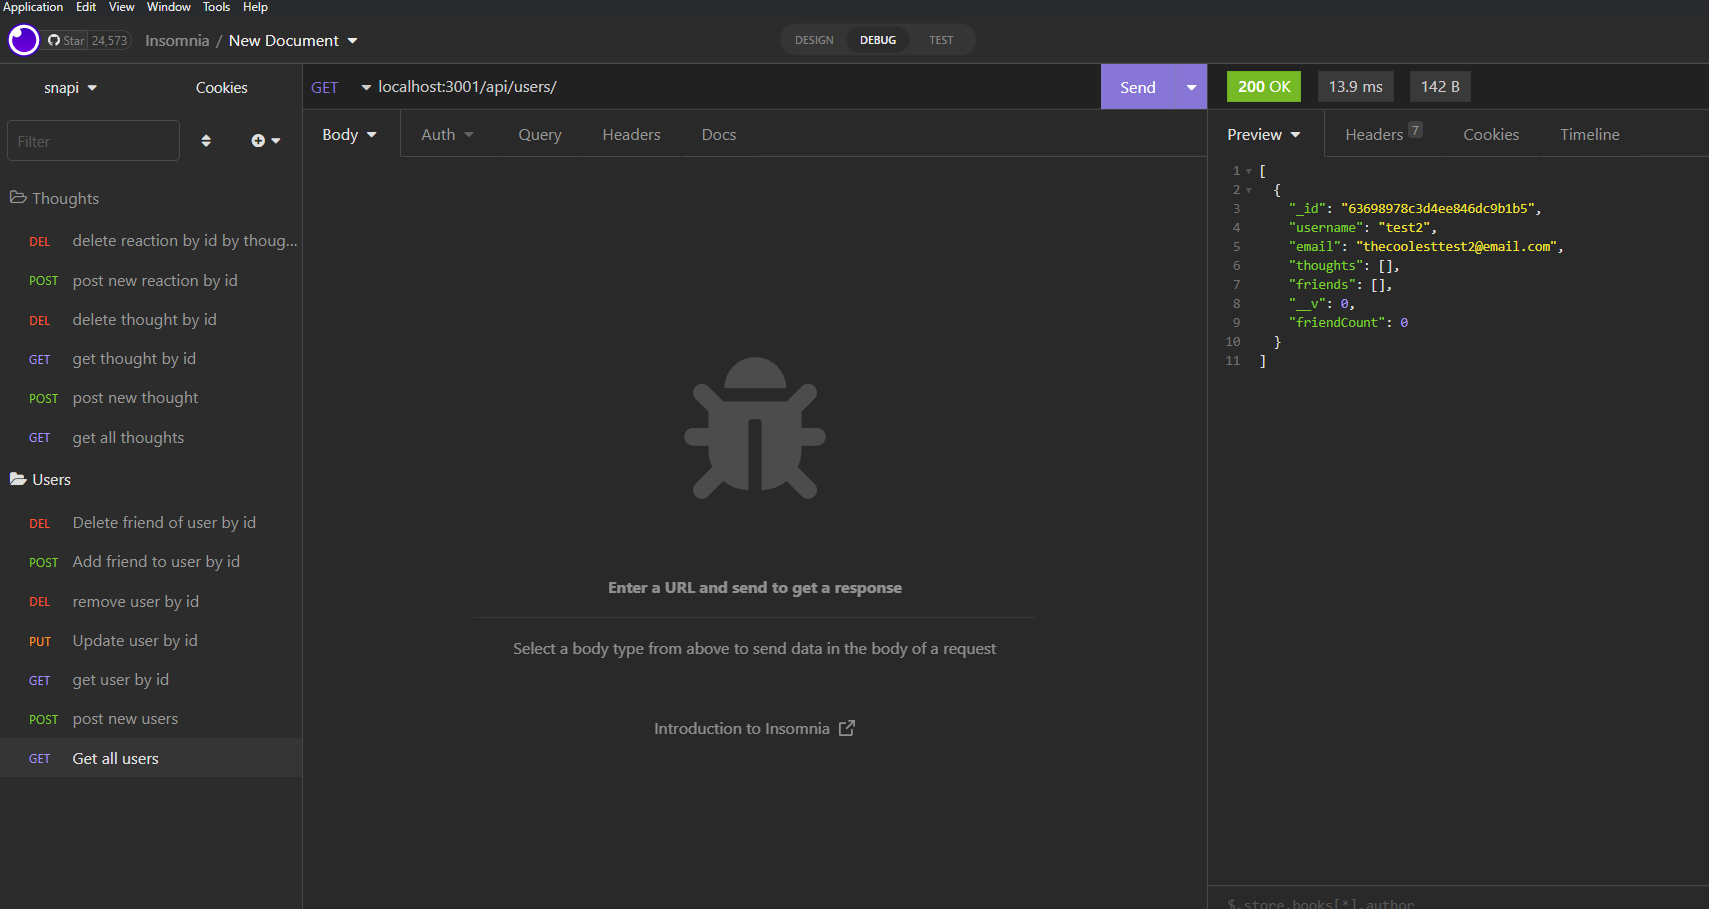 Application Edit View Window Tools Help
Star 24,573 Insomnia / New Document DESIGN DEBUG TEST
snapi Cookies
Filter
Thoughts
DEL delete reaction by id by thoug...
POST post new reaction by id
DEL delete thought by id
GET get thought by id
POST post new thought
GET get all thoughts
Users
DEL Delete friend of user by id
POST Add friend to user by id
DEL remove user by id
PUT Update user by id
GET get user by id
POST post new users
GET Get all users
GET localhost:3001/api/users/ Send
Body Auth Query Headers Docs
Enter a URL and send to get a response
Select a body type from above to send data in the body of a request
Introduction to Insomnia
200 OK 13.9 ms 142 B
Preview Headers 7 Cookies Timeline
1 [
2 {
3 "_id": "63698978c3d4ee846dc9b1b5",
4 "username": "test2",
5 "email": "thecoolesttest2@email.com",
6 "thoughts": [],
7 "friends": [],
8 "__v": 0,
9 "friendCount": 0
10 }
11 ]
$.store.books[*].author